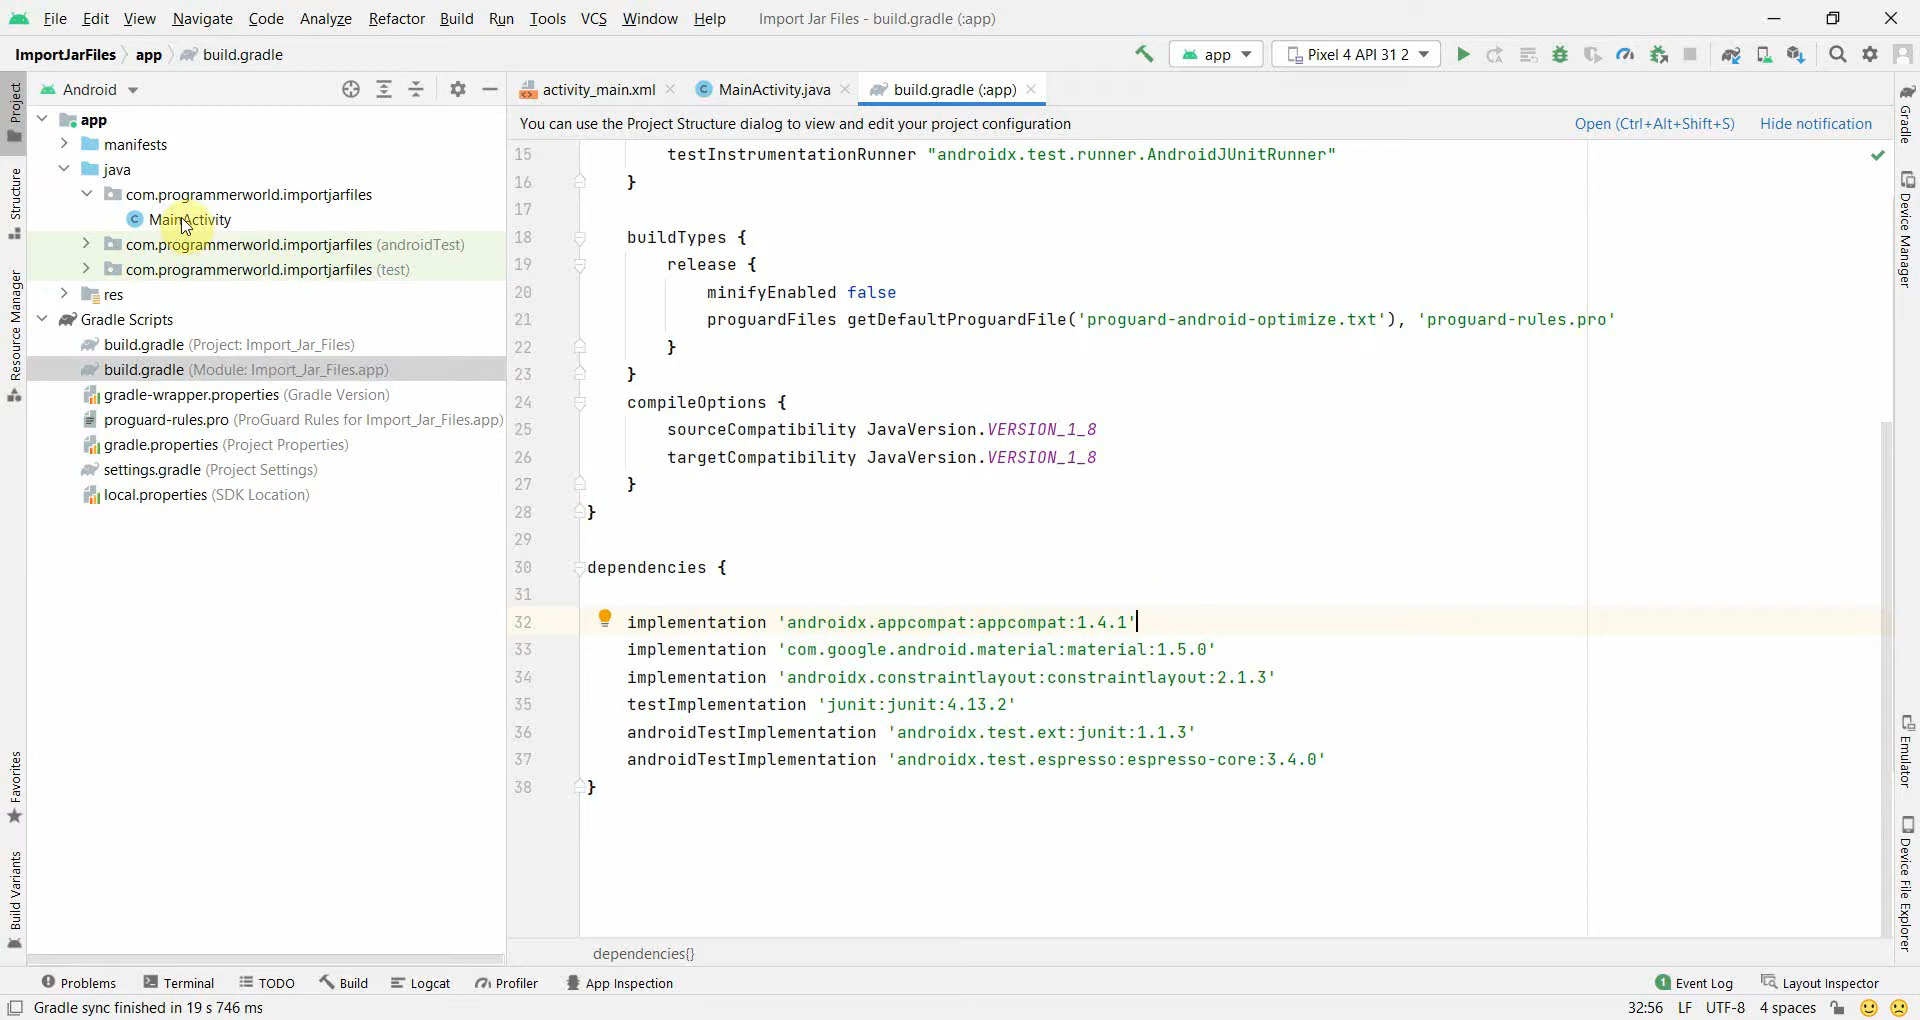 File Edit View Navigate Code Analyze Refactor Build Run Tools VCS Window Help Import Jar Files - build.gradle (:app)
ImportJarFiles app build.gradle
app Pixel 4 API 31 2
Android
activity_main.xml MainActivity.java build.gradle (:app)
You can use the Project Structure dialog to view and edit your project configuration Open (Ctrl+Alt+Shift+S) Hide notification
Project
Structure
Resource Manager
Favorites
Build Variants
app
manifests
java
com.programmerworld.importjarfiles
MainActivity
com.programmerworld.importjarfiles (androidTest)
com.programmerworld.importjarfiles (test)
res
Gradle Scripts
build.gradle (Project: Import_Jar_Files)
build.gradle (Module: Import_Jar_Files.app)
gradle-wrapper.properties (Gradle Version)
proguard-rules.pro (ProGuard Rules for Import_Jar_Files.app)
gradle.properties (Project Properties)
settings.gradle (Project Settings)
local.properties (SDK Location)
15 testInstrumentationRunner "androidx.test.runner.AndroidJUnitRunner"
16 }
17
18 buildTypes {
19 release {
20 minifyEnabled false
21 proguardFiles getDefaultProguardFile('proguard-android-optimize.txt'), 'proguard-rules.pro'
22 }
23 }
24 compileOptions {
25 sourceCompatibility JavaVersion.VERSION_1_8
26 targetCompatibility JavaVersion.VERSION_1_8
27 }
28 }
29
30 dependencies {
31
32 implementation 'androidx.appcompat:appcompat:1.4.1'
33 implementation 'com.google.android.material:material:1.5.0'
34 implementation 'androidx.constraintlayout:constraintlayout:2.1.3'
35 testImplementation 'junit:junit:4.13.2'
36 androidTestImplementation 'androidx.test.ext:junit:1.1.3'
37 androidTestImplementation 'androidx.test.espresso:espresso-core:3.4.0'
38 }
dependencies{}
Gradle
Device Manager
Emulator
Device File Explorer
Problems Terminal TODO Build Logcat Profiler App Inspection 1 Event Log Layout Inspector
Gradle sync finished in 19 s 746 ms 32:56 LF UTF-8 4 spaces